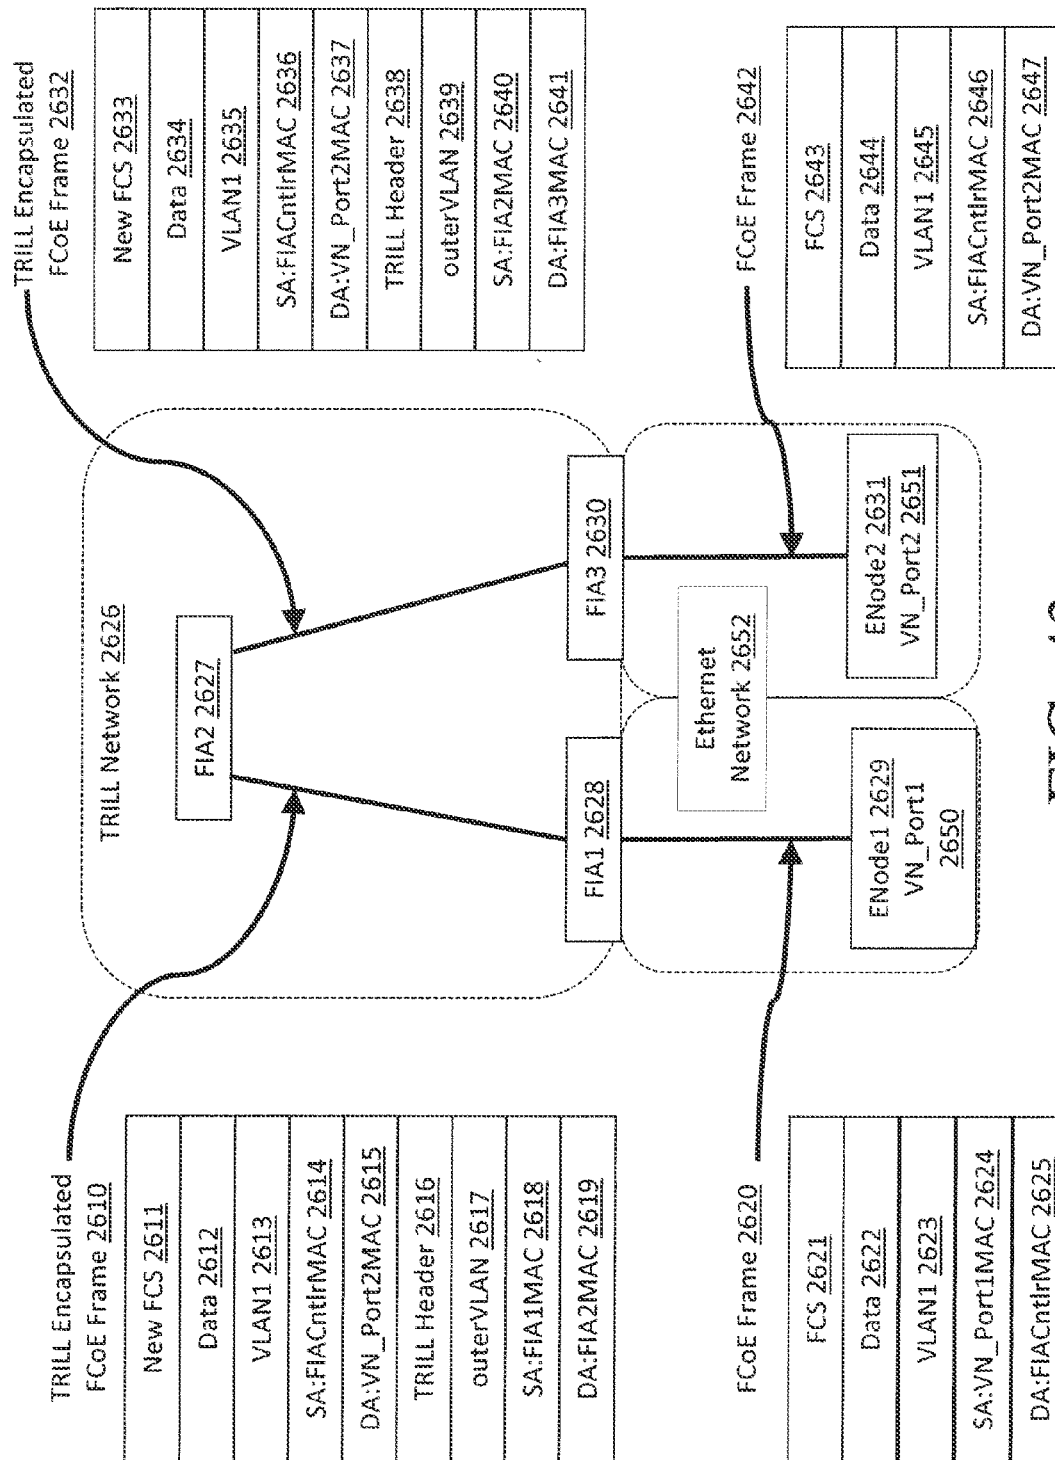 TRILL Encapsulated
FCoE Frame 2610
New FCS 2611
Data 2612
VLAN1 2613
SA:FIACntlrMAC 2614
DA:VN_Port2MAC 2615
TRILL Header 2616
outerVLAN 2617
SA:FIA1MAC 2618
DA:FIA2MAC 2619
FCoE Frame 2620
FCS 2621
Data 2622
VLAN1 2623
SA:VN_Port1MAC 2624
DA:FIACntlrMAC 2625
TRILL Network 2626
FIA2 2627
FIA1 2628
FIA3 2630
Ethernet
Network 2652
ENode1 2629
VN_Port1
2650
ENode2 2631
VN_Port2 2651
TRILL Encapsulated
FCoE Frame 2632
New FCS 2633
Data 2634
VLAN1 2635
SA:FIACntlrMAC 2636
DA:VN_Port2MAC 2637
TRILL Header 2638
outerVLAN 2639
SA:FIA2MAC 2640
DA:FIA3MAC 2641
FCoE Frame 2642
FCS 2643
Data 2644
VLAN1 2645
SA:FIACntlrMAC 2646
DA:VN_Port2MAC 2647